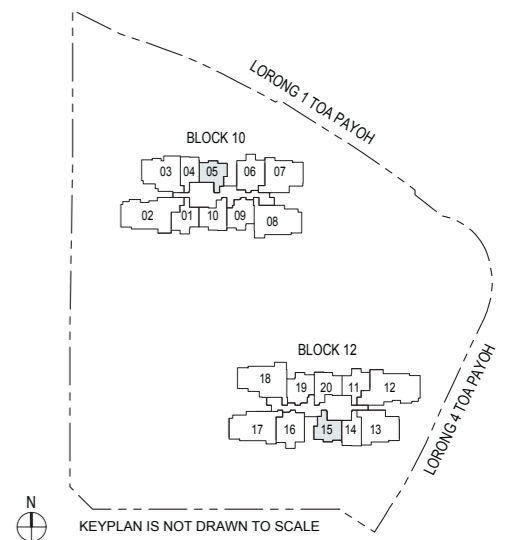 LORONG 1 TOA PAYOH
BLOCK 10
03 04 05 06 07
02 01 10 09 08
BLOCK 12
18 19 20 11 12
17 16 15 14 13
LORONG 4 TOA PAYOH
N
KEYPLAN IS NOT DRAWN TO SCALE